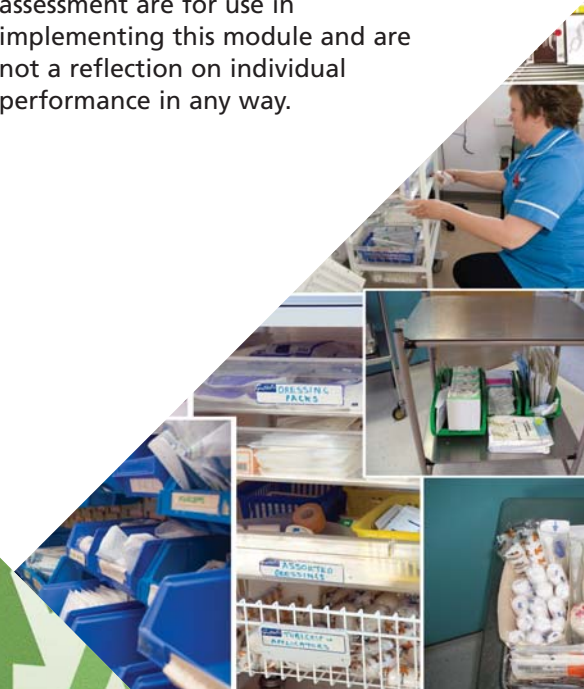 assessment are for use in
implementing this module and are
not a reflection on individual
performance in any way.
DRESSING
PACKS
ASSORTED
DRESSINGS
TUBIGRIP +
APPLICATORS